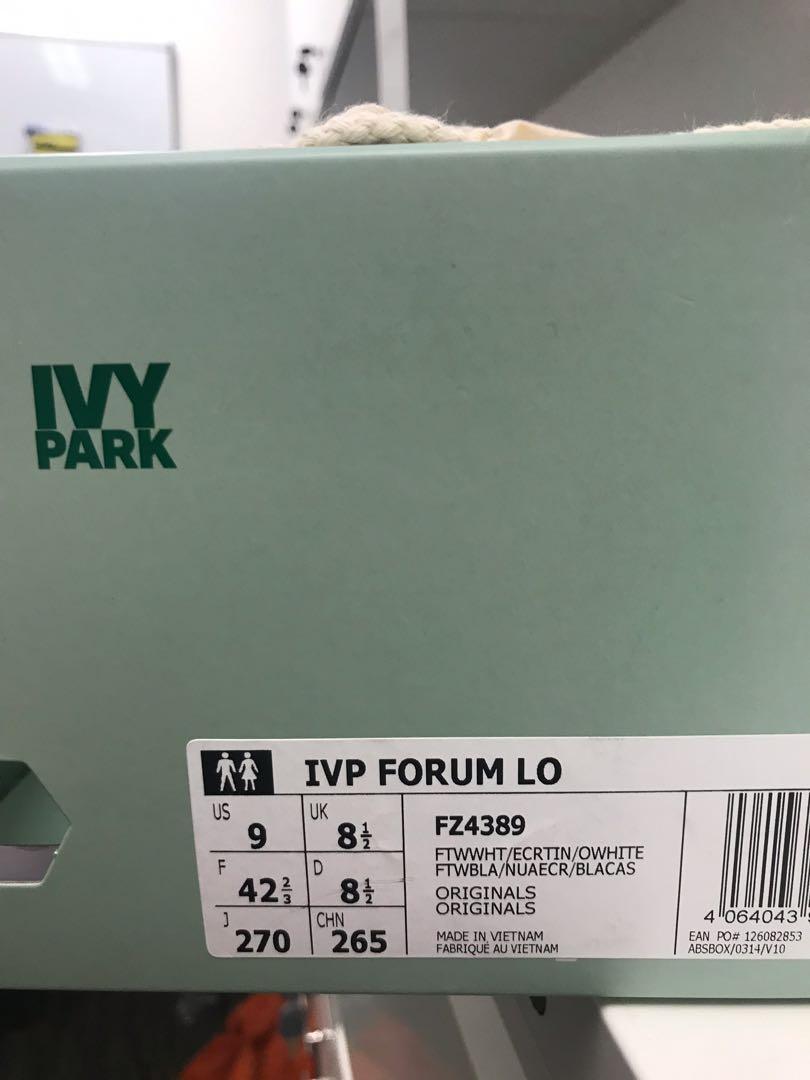 IVY
PARK
IVP FORUM LO
US 9 UK 8½
F 42⅔ D 8½
J 270 CHN 265
FZ4389
FTWWHT/ECRTIN/OWHITE
FTWBLA/NUAECR/BLACAS
ORIGINALS
ORIGINALS
MADE IN VIETNAM
FABRIQUÉ AU VIETNAM
4 064043
EAN PO# 126082853
ABSBOX/0314/V10